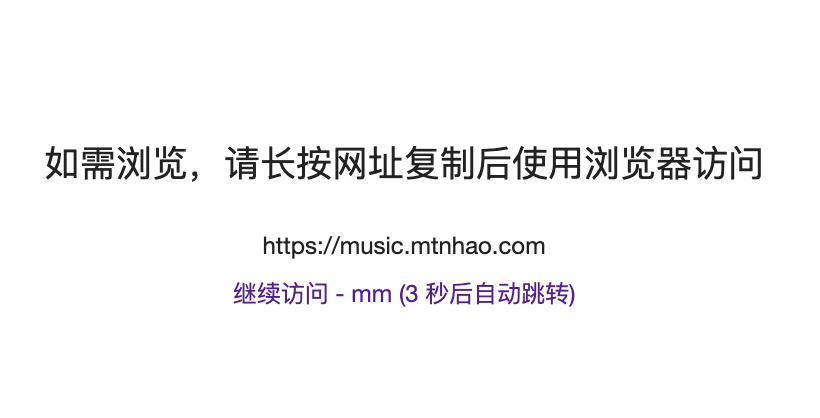 如需浏览，请长按网址复制后使用浏览器访问
https://music.mtnhao.com
继续访问 - mm (3 秒后自动跳转)